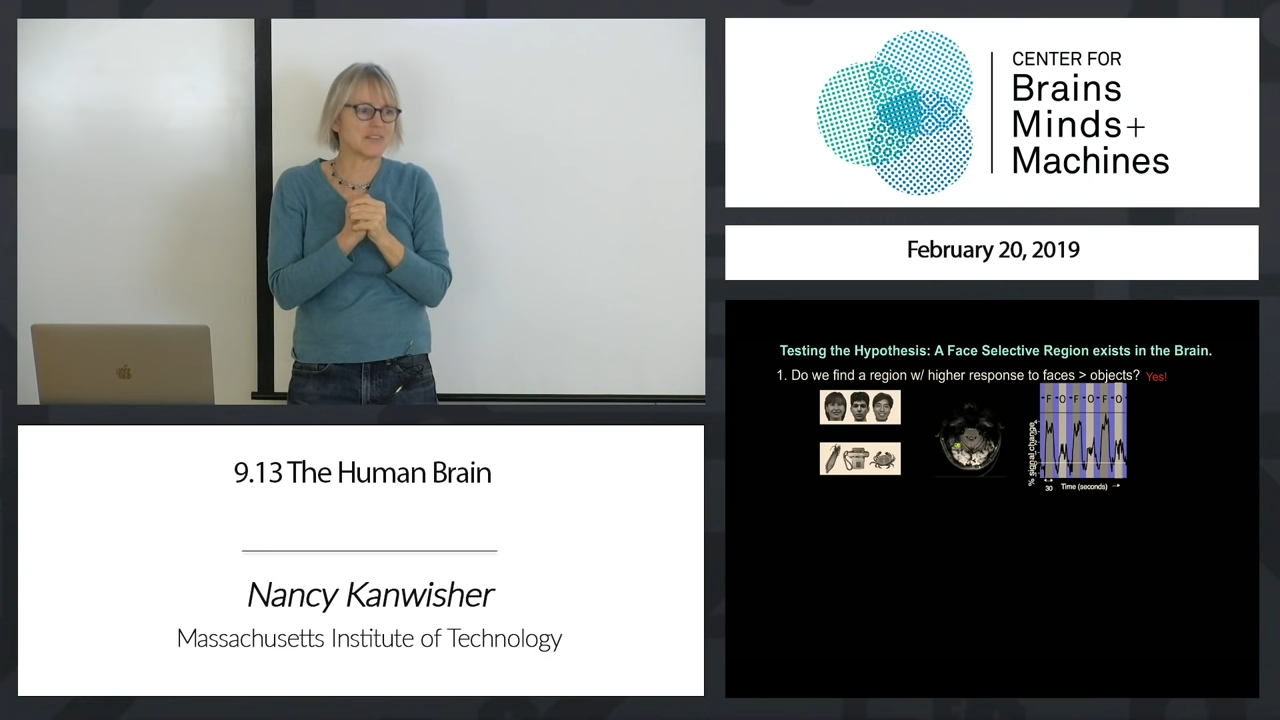 CENTER FOR
Brains
Minds+
Machines
February 20, 2019
9.13 The Human Brain
Nancy Kanwisher
Massachusetts Institute of Technology
Testing the Hypothesis: A Face Selective Region exists in the Brain.
1. Do we find a region w/ higher response to faces > objects? Yes!
F O F O F O
% signal change
30
Time (seconds)